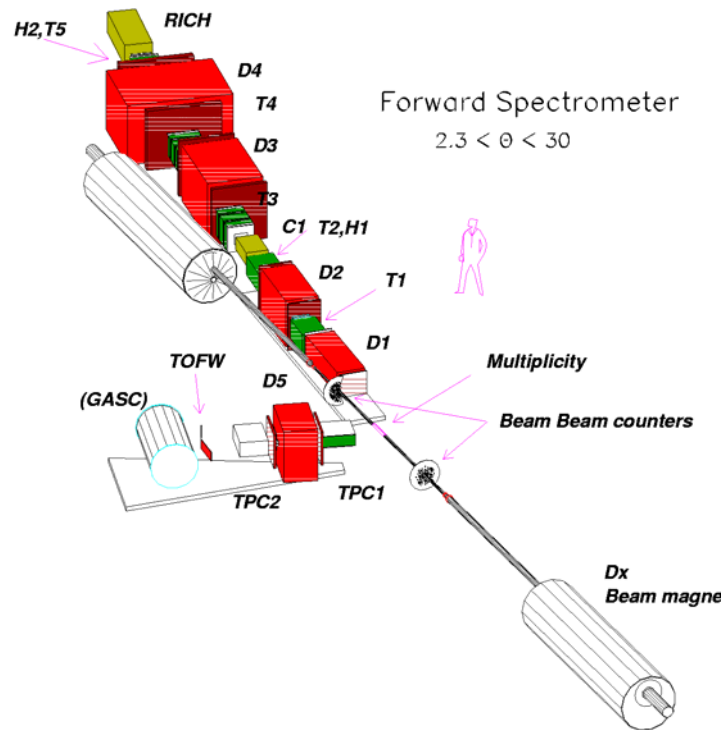 RICH
H2,T5
D4
T4
Forward Spectrometer
2.3 < Θ < 30
D3
T3
C1 T2,H1
D2
T1
D1
TOFW
Multiplicity
D5
(GASC)
Beam Beam counters
TPC2
TPC1
Dx
Beam magne